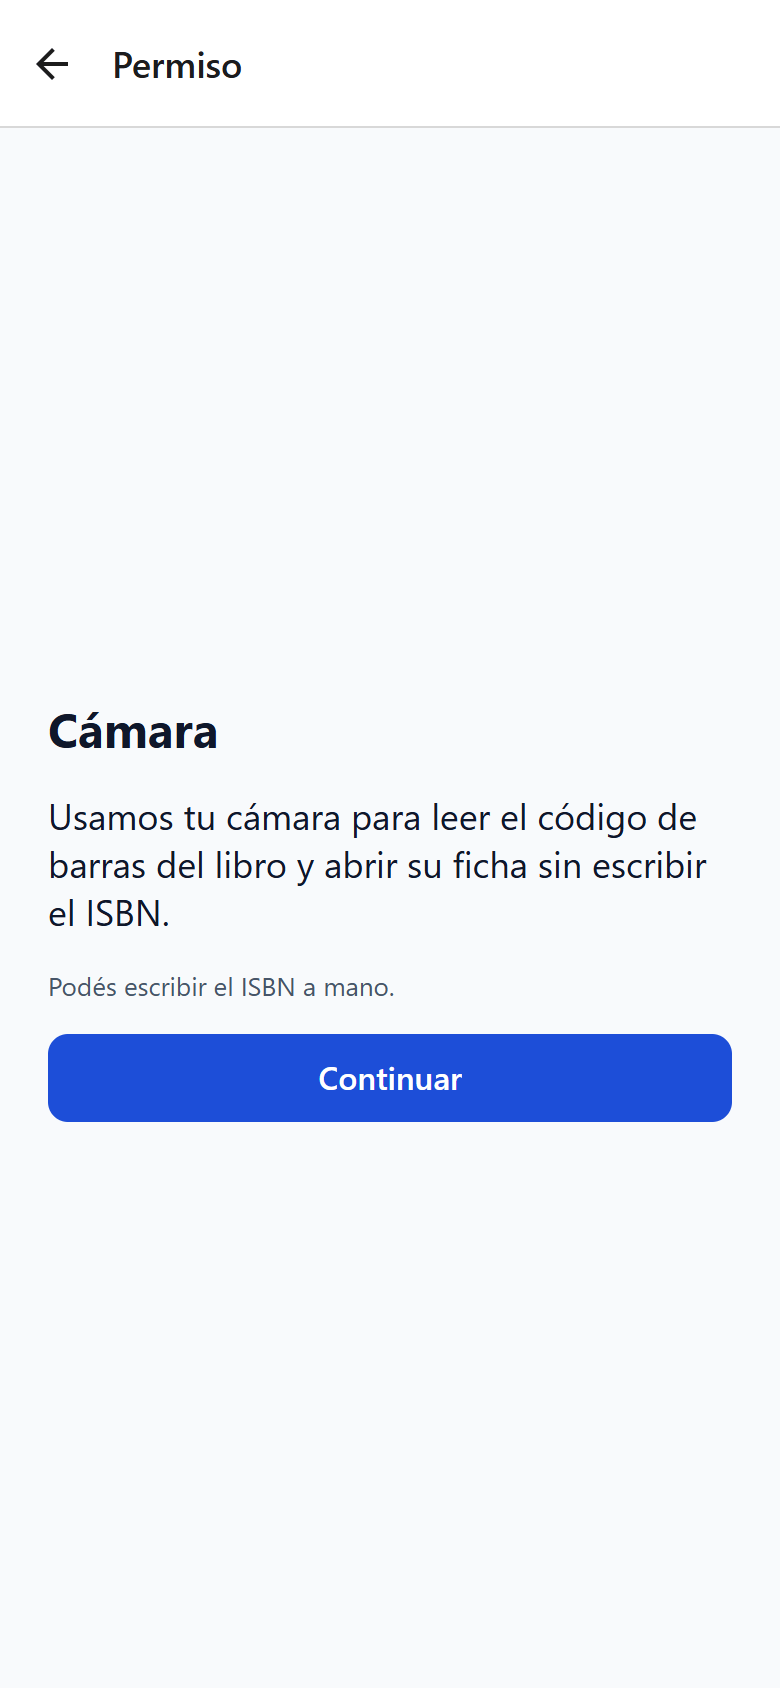 Permiso
Cámara
Usamos tu cámara para leer el código de
barras del libro y abrir su ficha sin escribir
el ISBN.
Podés escribir el ISBN a mano.
Continuar